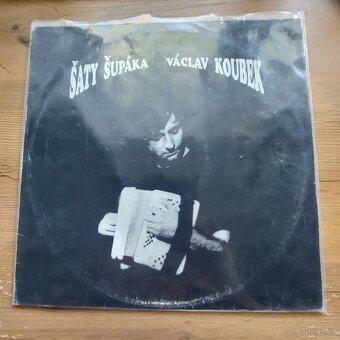 ŠATY ŠUPÁKA VÁCLAV KOUBEK